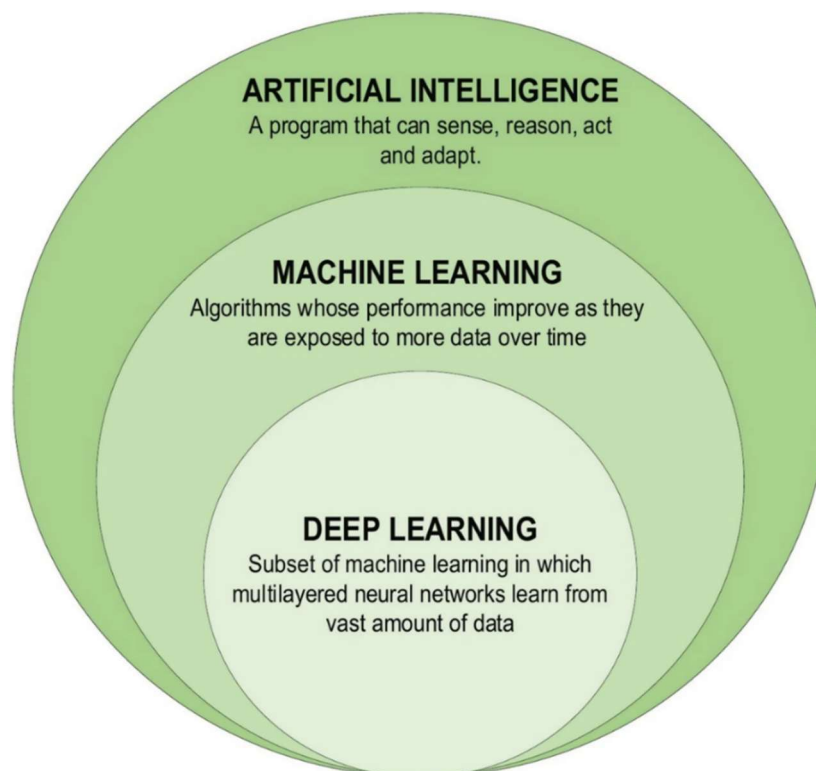 ARTIFICIAL INTELLIGENCE
A program that can sense, reason, act
and adapt.
MACHINE LEARNING
Algorithms whose performance improve as they
are exposed to more data over time
DEEP LEARNING
Subset of machine learning in which
multilayered neural networks learn from
vast amount of data